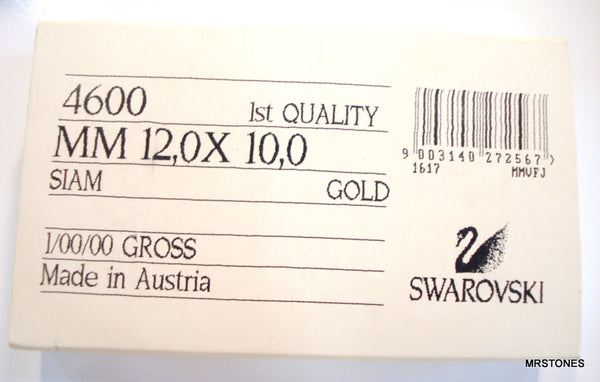 4600 1st QUALITY
MM 12,0X 10,0
SIAM GOLD
1/00/00 GROSS
Made in Austria
9 003140 272567 >
1617 MMVFJ
SWAROVSKI
MRSTONES